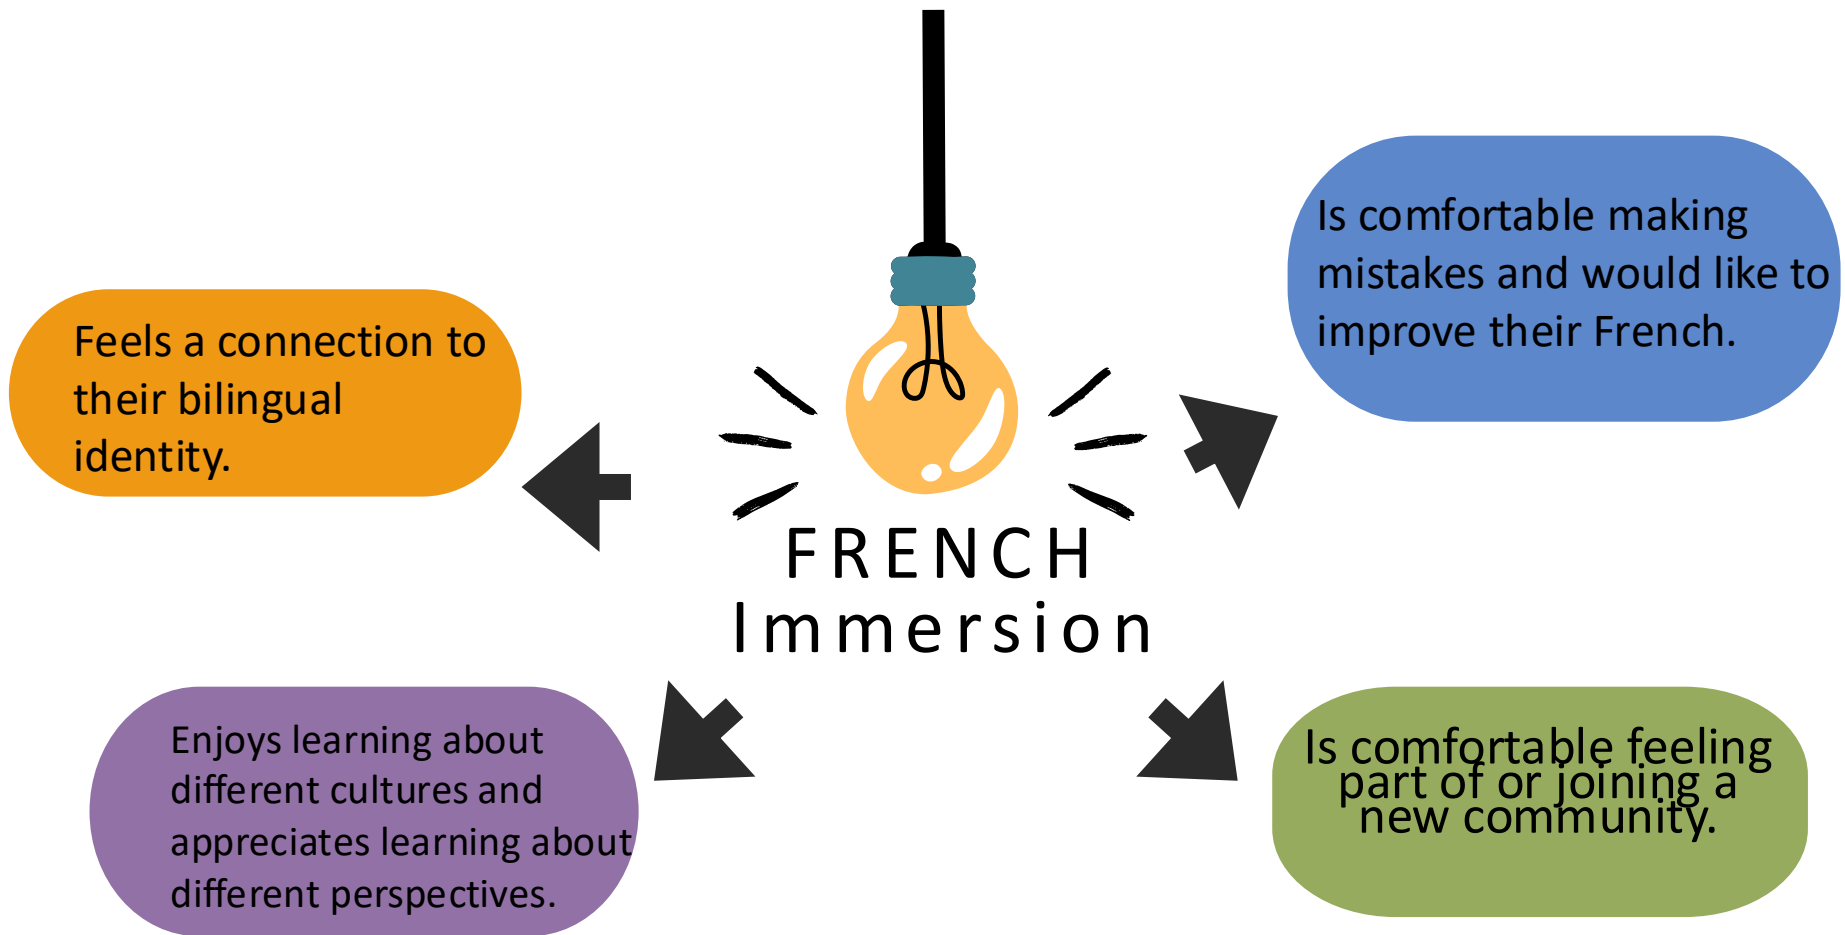 Feels a connection to
their bilingual
identity.
Is comfortable making
mistakes and would like to
improve their French.
FRENCH
Immersion
Enjoys learning about
different cultures and
appreciates learning about
different perspectives.
Is comfortable feeling
part of or joining a
new community.